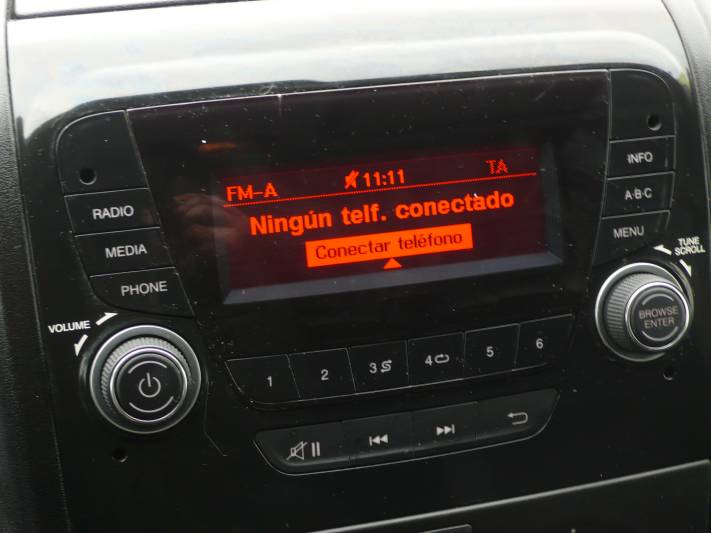 FM-A 11:11 TA
Ningún telf. conectado
Conectar teléfono
RADIO
MEDIA
PHONE
VOLUME
INFO
A·B·C
MENU
TUNE
SCROLL
BROWSE
ENTER
1 2 3 4 5 6